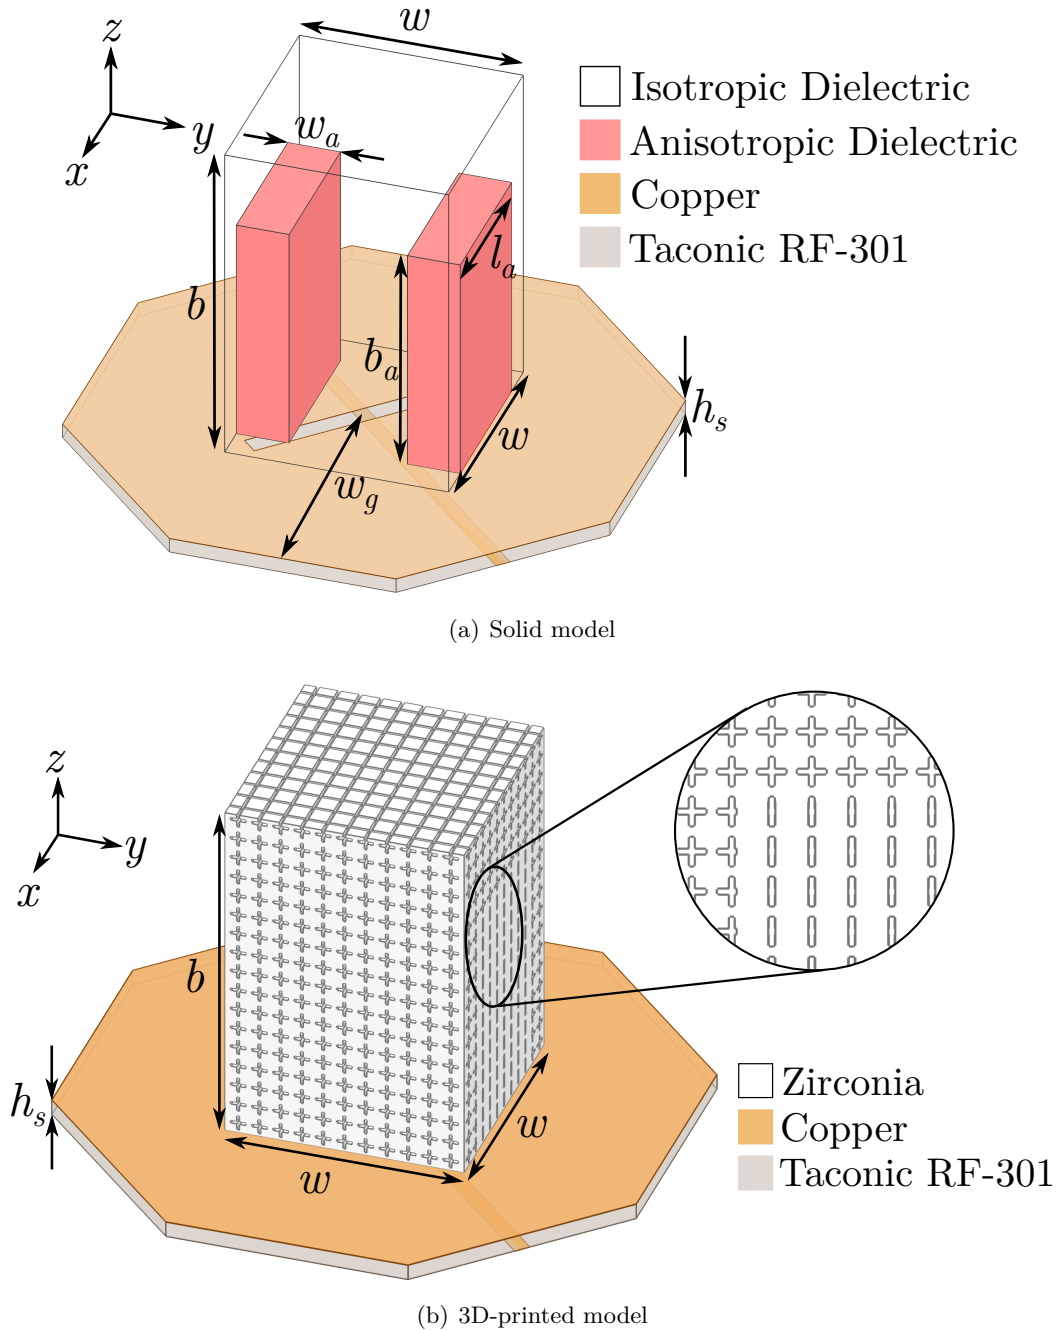 z
y
x
w
w_a
Isotropic Dielectric
Anisotropic Dielectric
Copper
Taconic RF-301
l_a
b
b_a
h_s
w
w_g
(a) Solid model
z
y
x
b
h_s
w
w
Zirconia
Copper
Taconic RF-301
(b) 3D-printed model